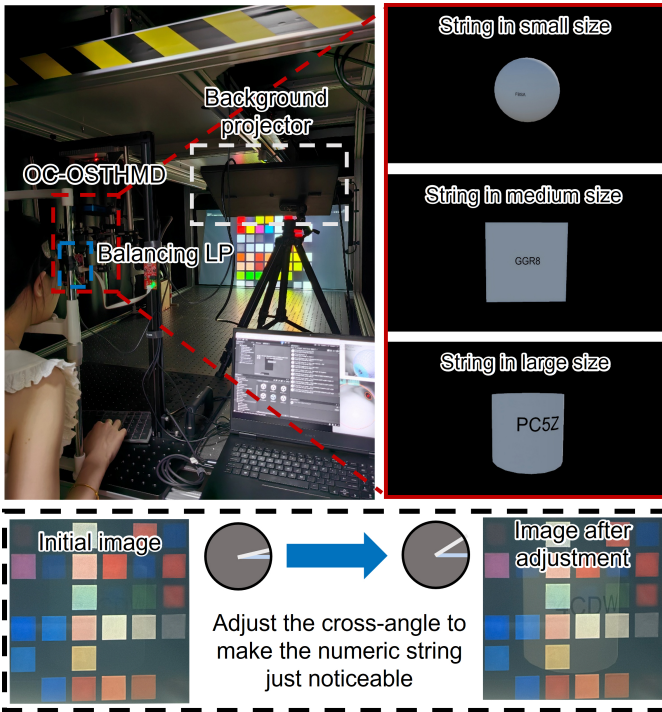 Background
projector
OC-OSTHMD
Balancing LP
String in small size
String in medium size
GGR8
String in large size
PC5Z
Initial image
Image after
adjustment
4CDW
Adjust the cross-angle to
make the numeric string
just noticeable